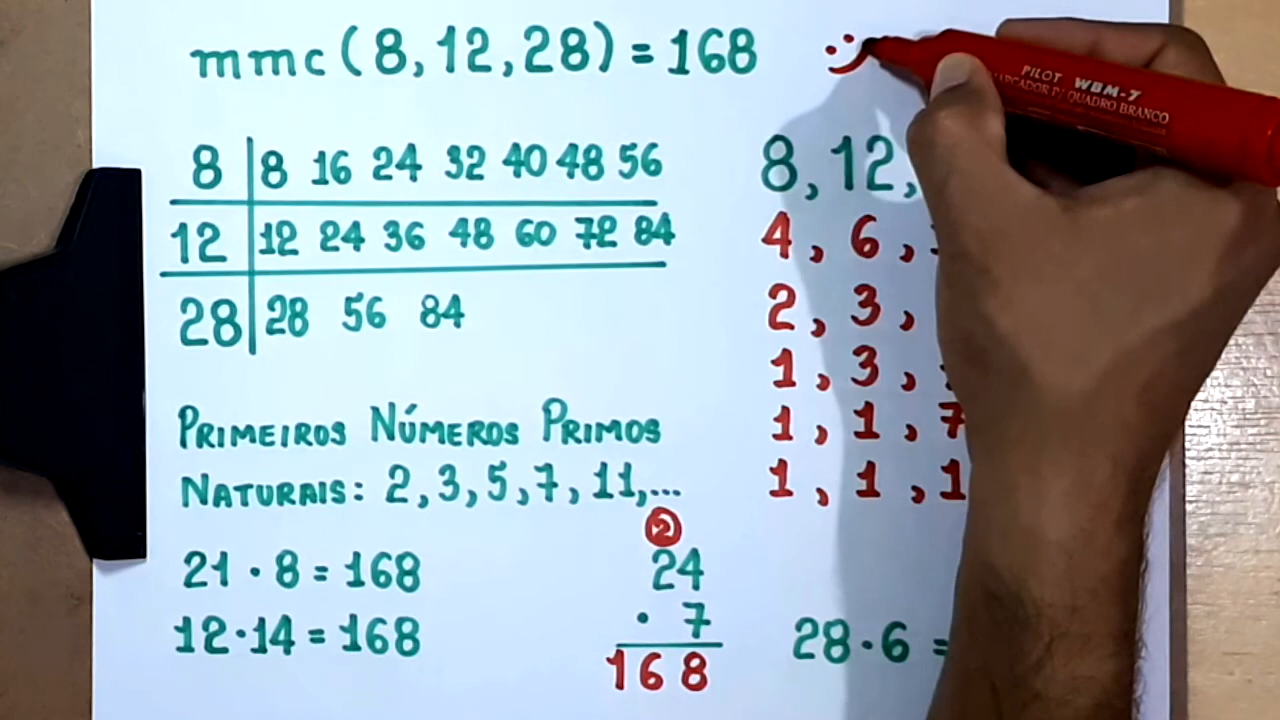 mmc (8, 12, 28) = 168
PILOT WBM-7
MARCADOR P/ QUADRO BRANCO
8 8 16 24 32 40 48 56
12 12 24 36 48 60 72 84
28 28 56 84
8, 12,
4, 6,
2, 3,
1, 3,
1, 1, 7
1, 1, 1
PRIMEIROS NÚMEROS PRIMOS
NATURAIS: 2, 3, 5, 7, 11, ...
21 · 8 = 168
12 · 14 = 168
2
24
· 7
168
28 · 6 =